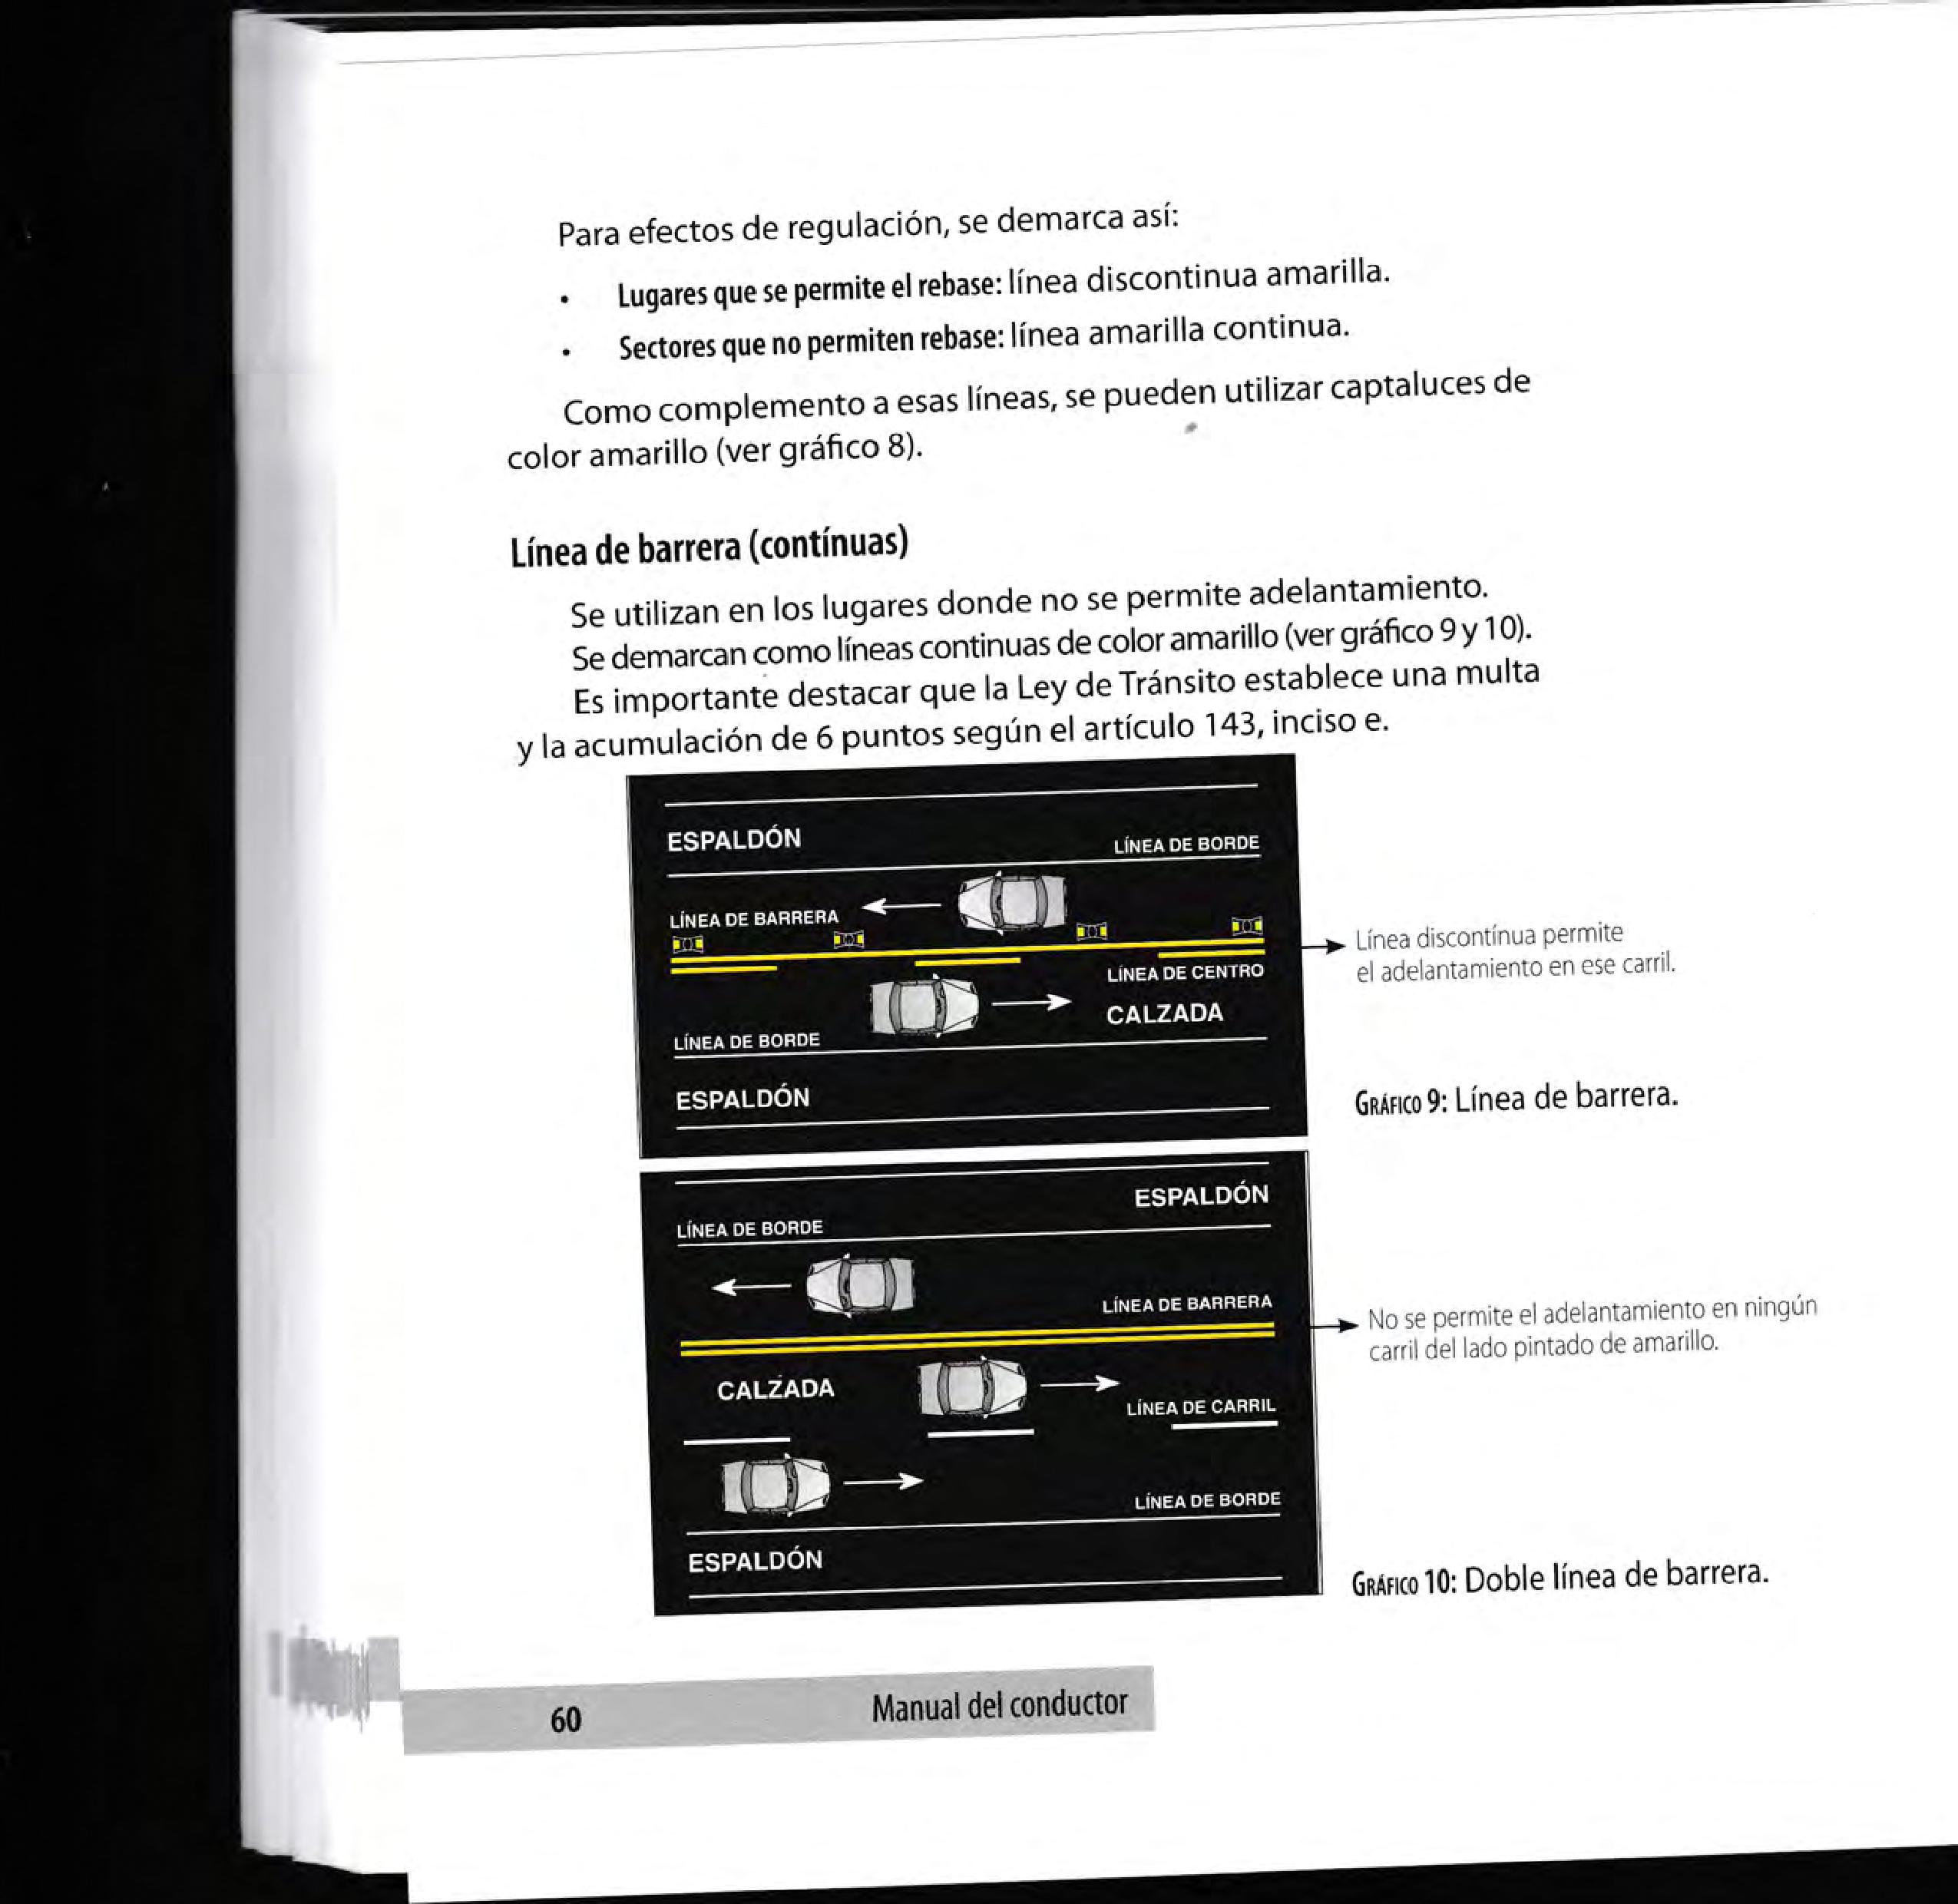 Para efectos de regulación, se demarca así:
• Lugares que se permite el rebase: línea discontinua amarilla.
• Sectores que no permiten rebase: línea amarilla continua.
Como complemento a esas líneas, se pueden utilizar captaluces de
color amarillo (ver gráfico 8).
Línea de barrera (contínuas)
Se utilizan en los lugares donde no se permite adelantamiento.
Se demarcan como líneas continuas de color amarillo (ver gráfico 9 y 10).
Es importante destacar que la Ley de Tránsito establece una multa
y la acumulación de 6 puntos según el artículo 143, inciso e.
ESPALDÓN
LÍNEA DE BORDE
LÍNEA DE BARRERA
LÍNEA DE CENTRO
CALZADA
LÍNEA DE BORDE
ESPALDÓN
Línea discontínua permite
el adelantamiento en ese carril.
GRÁFICO 9: Línea de barrera.
ESPALDÓN
LÍNEA DE BORDE
LÍNEA DE BARRERA
CALZADA
LÍNEA DE CARRIL
LÍNEA DE BORDE
ESPALDÓN
No se permite el adelantamiento en ningún
carril del lado pintado de amarillo.
GRÁFICO 10: Doble línea de barrera.
60 Manual del conductor